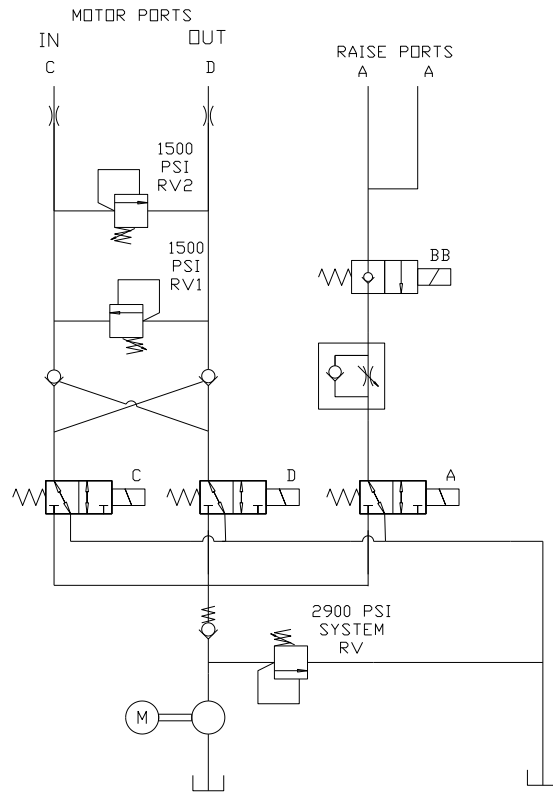 MOTOR PORTS
IN OUT
C D
RAISE PORTS
A A
1500
PSI
RV2
1500
PSI
RV1
BB
C D A
2900 PSI
SYSTEM
RV
M